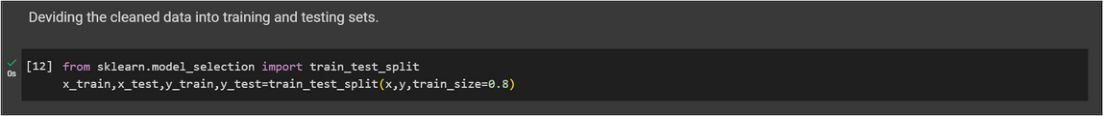 Deviding the cleaned data into training and testing sets.
[12] from sklearn.model_selection import train_test_split
0s
x_train,x_test,y_train,y_test=train_test_split(x,y,train_size=0.8)